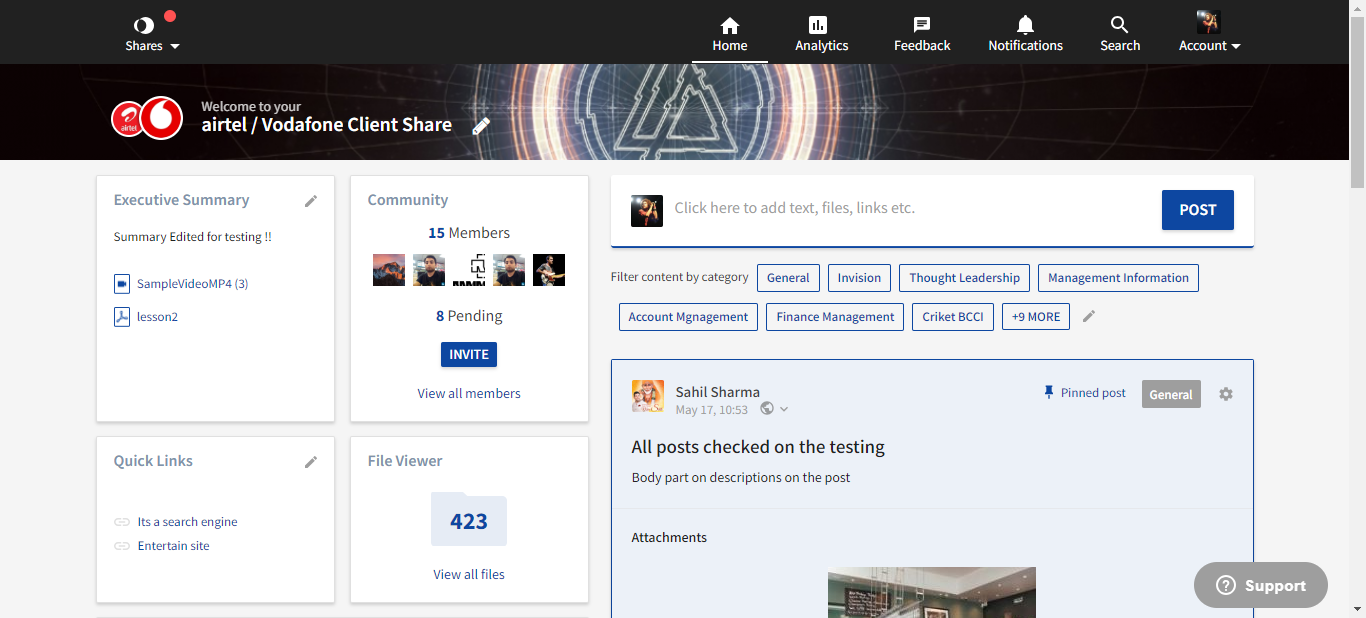 Shares
Home
Analytics
Feedback
Notifications
Search
Account
airtel
Welcome to your
airtel / Vodafone Client Share
Executive Summary
Summary Edited for testing !!
SampleVideoMP4 (3)
lesson2
Community
15 Members
8 Pending
INVITE
View all members
Quick Links
Its a search engine
Entertain site
File Viewer
423
View all files
Click here to add text, files, links etc.
POST
Filter content by category
General
Invision
Thought Leadership
Management Information
Account Mgnagement
Finance Management
Criket BCCI
+9 MORE
Sahil Sharma
May 17, 10:53
Pinned post
General
All posts checked on the testing
Body part on descriptions on the post
Attachments
Support